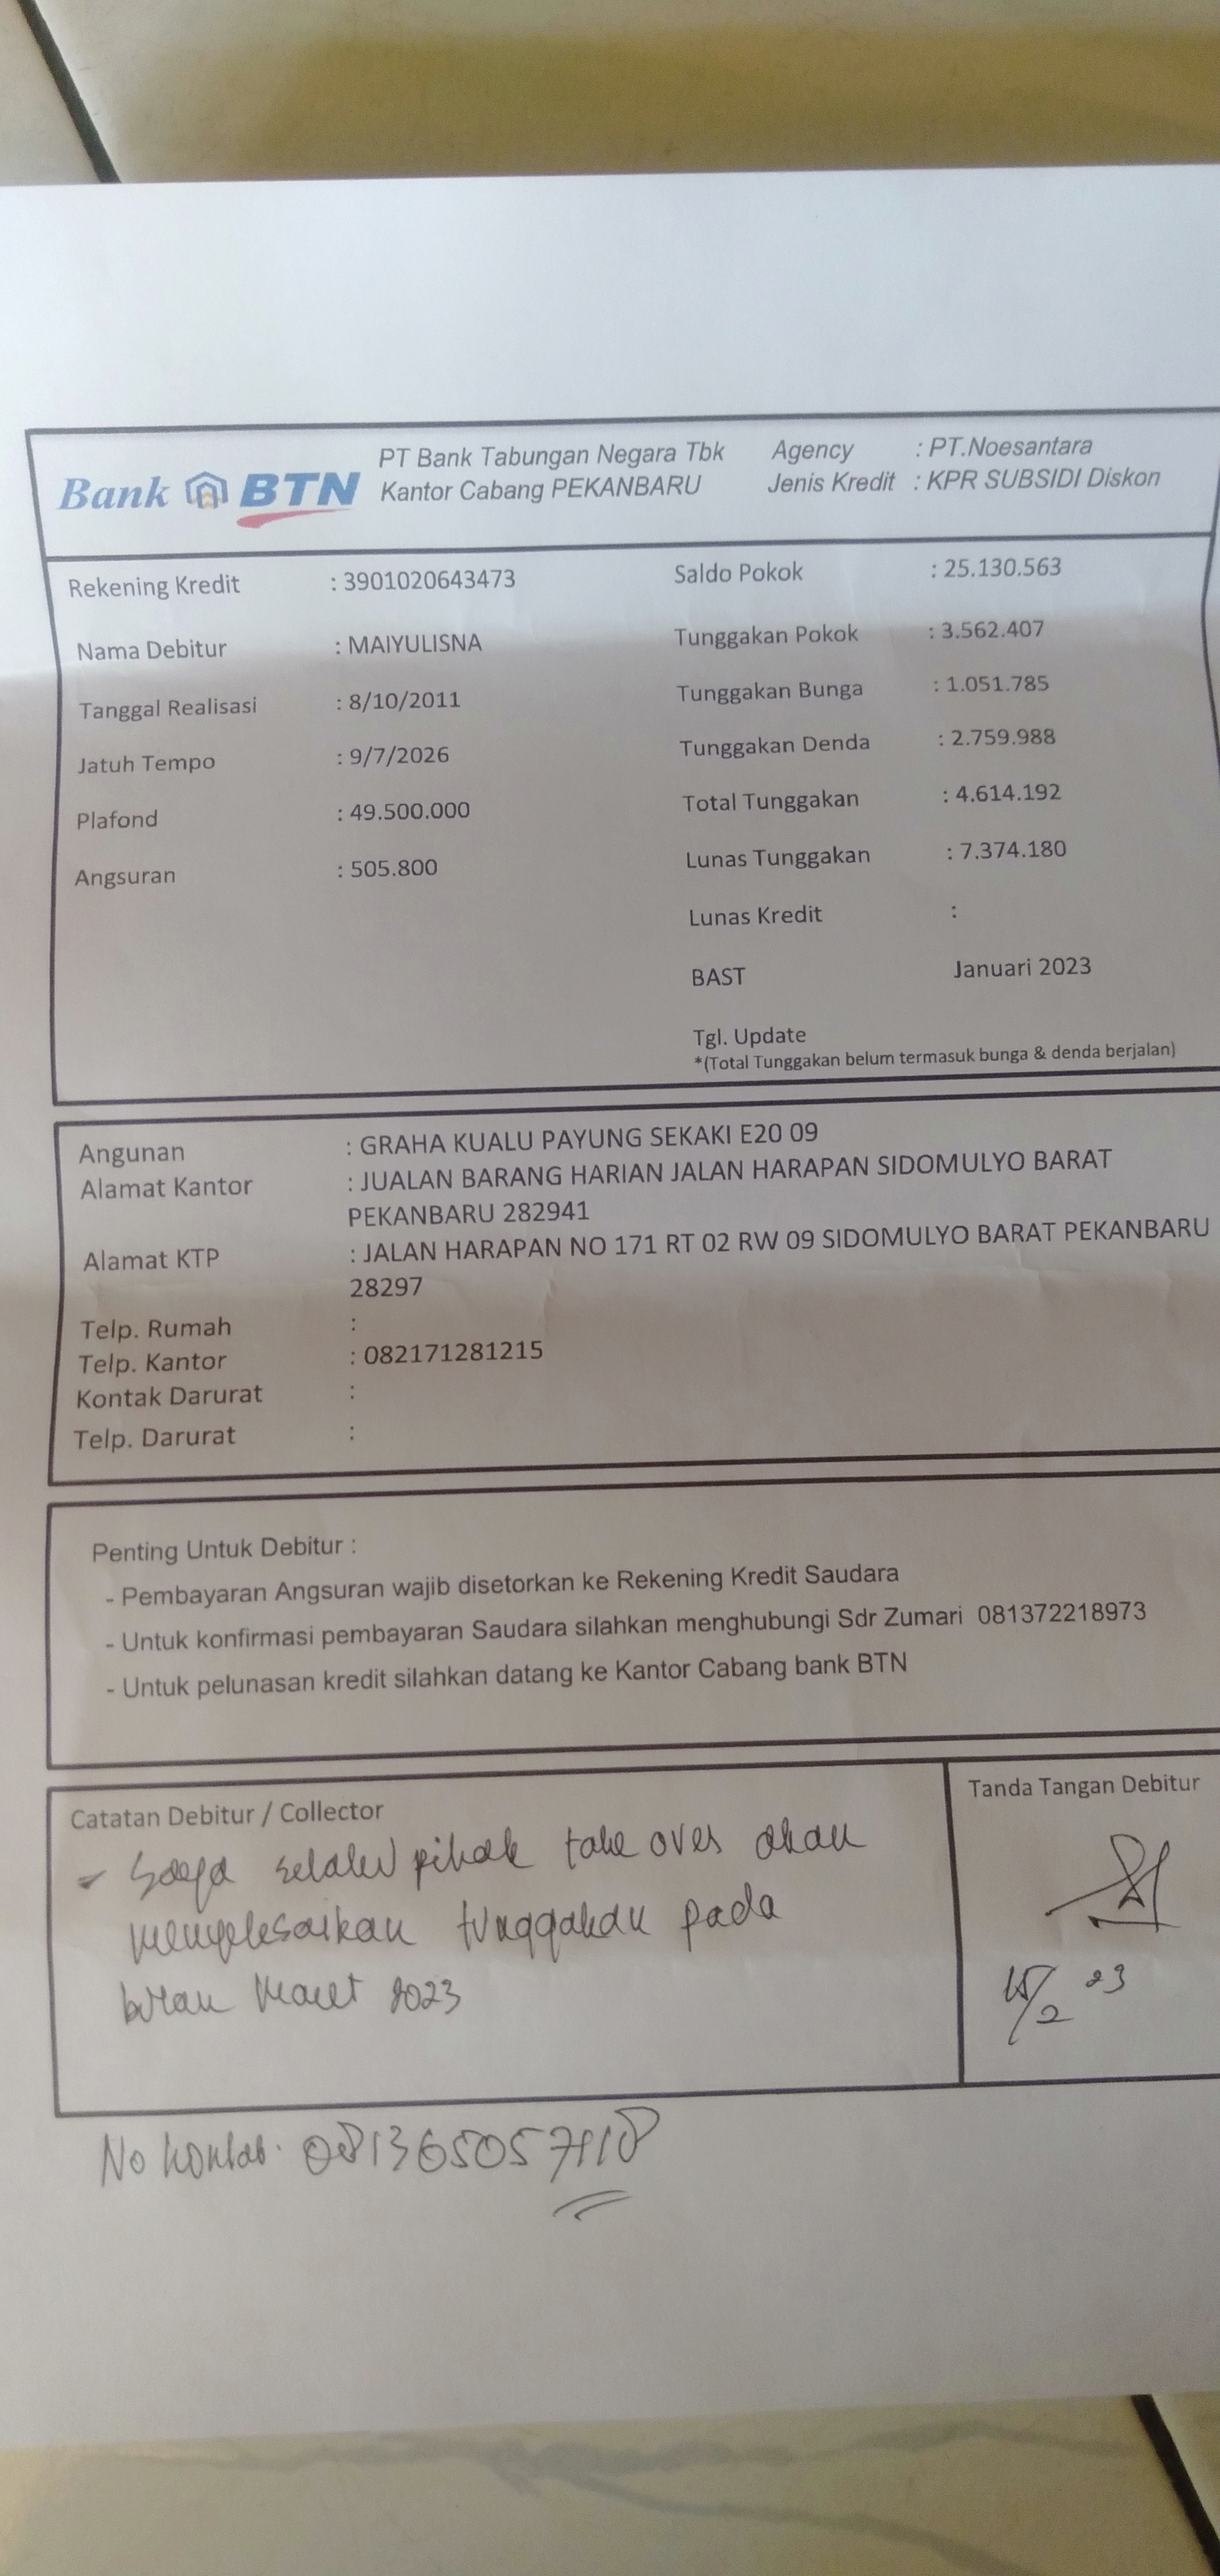 Bank BTN
PT Bank Tabungan Negara Tbk
Kantor Cabang PEKANBARU
Agency : PT.Noesantara
Jenis Kredit : KPR SUBSIDI Diskon
Rekening Kredit : 3901020643473
Nama Debitur : MAIYULISNA
Tanggal Realisasi : 8/10/2011
Jatuh Tempo : 9/7/2026
Plafond : 49.500.000
Angsuran : 505.800
Saldo Pokok : 25.130.563
Tunggakan Pokok : 3.562.407
Tunggakan Bunga : 1.051.785
Tunggakan Denda : 2.759.988
Total Tunggakan : 4.614.192
Lunas Tunggakan : 7.374.180
Lunas Kredit :
BAST Januari 2023
Tgl. Update
*(Total Tunggakan belum termasuk bunga & denda berjalan)
Angunan : GRAHA KUALU PAYUNG SEKAKI E20 09
Alamat Kantor : JUALAN BARANG HARIAN JALAN HARAPAN SIDOMULYO BARAT
PEKANBARU 282941
Alamat KTP : JALAN HARAPAN NO 171 RT 02 RW 09 SIDOMULYO BARAT PEKANBARU
28297
Telp. Rumah :
Telp. Kantor : 082171281215
Kontak Darurat :
Telp. Darurat :
Penting Untuk Debitur :
- Pembayaran Angsuran wajib disetorkan ke Rekening Kredit Saudara
- Untuk konfirmasi pembayaran Saudara silahkan menghubungi Sdr Zumari 081372218973
- Untuk pelunasan kredit silahkan datang ke Kantor Cabang bank BTN
Catatan Debitur / Collector
- Saya selaku pihak take over akan
menyelesaikan tunggakan pada
bulan Maret 2023
Tanda Tangan Debitur
15/2 23
No kontak. 081365057118